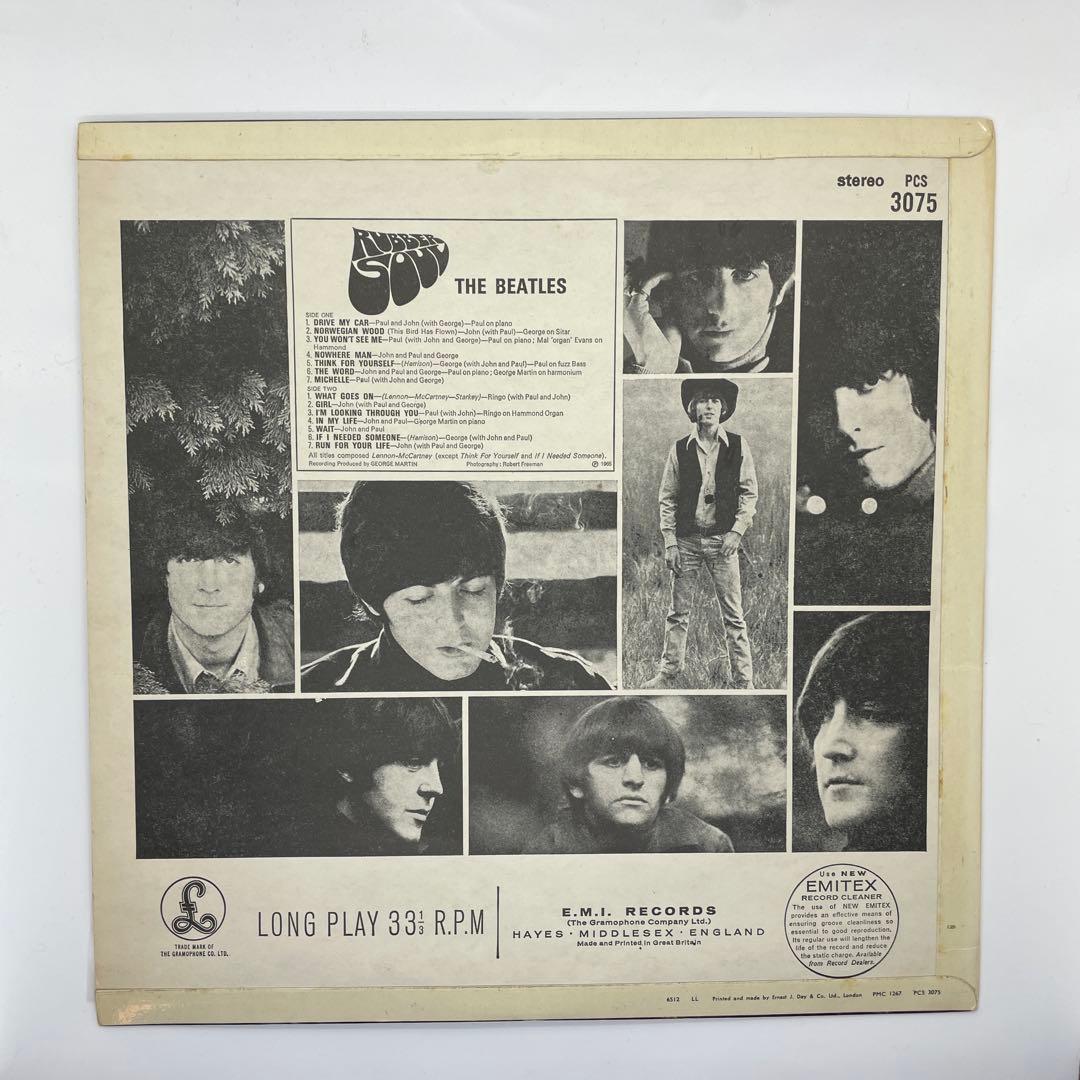 stereo PCS
3075
RUBBER
SOUL
THE BEATLES
SIDE ONE
1. DRIVE MY CAR—Paul and John (with George)—Paul on piano
2. NORWEGIAN WOOD (This Bird Has Flown)—John (with Paul)—George on Sitar
3. YOU WON'T SEE ME—Paul (with John and George)—Paul on piano; Mal 'organ' Evans on
Hammond
4. NOWHERE MAN—John and Paul and George
5. THINK FOR YOURSELF—(Harrison)—George (with John and Paul)—Paul on fuzz Bass
6. THE WORD—John and Paul and George—Paul on piano; George Martin on harmonium
7. MICHELLE—Paul (with John and George)
SIDE TWO
1. WHAT GOES ON—(Lennon—McCartney—Starkey)—Ringo (with Paul and John)
2. GIRL—John (with Paul and George)
3. I'M LOOKING THROUGH YOU—Paul (with John)—Ringo on Hammond Organ
4. IN MY LIFE—John and Paul—George Martin on piano
5. WAIT—John and Paul
6. IF I NEEDED SOMEONE—(Harrison)—George (with John and Paul)
7. RUN FOR YOUR LIFE—John (with Paul and George)
All titles composed Lennon-McCartney (except Think For Yourself and If I Needed Someone).
Recording Produced by GEORGE MARTIN Photography: Robert Freeman ℗ 1965
£
TRADE MARK OF
THE GRAMOPHONE CO. LTD.
LONG PLAY 33⅓ R.P.M
E.M.I. RECORDS
(The Gramophone Company Ltd.)
HAYES · MIDDLESEX · ENGLAND
Made and Printed in Great Britain
Use NEW
EMITEX
RECORD CLEANER
The use of NEW EMITEX
provides an effective means of
ensuring groove cleanliness so
essential to good reproduction.
Its regular use will lengthen the
life of the record and reduce
the static charge. Available
from Record Dealers.
6512 LL Printed and made by Ernest J. Day & Co. Ltd., London PMC 1267 PCS 3075